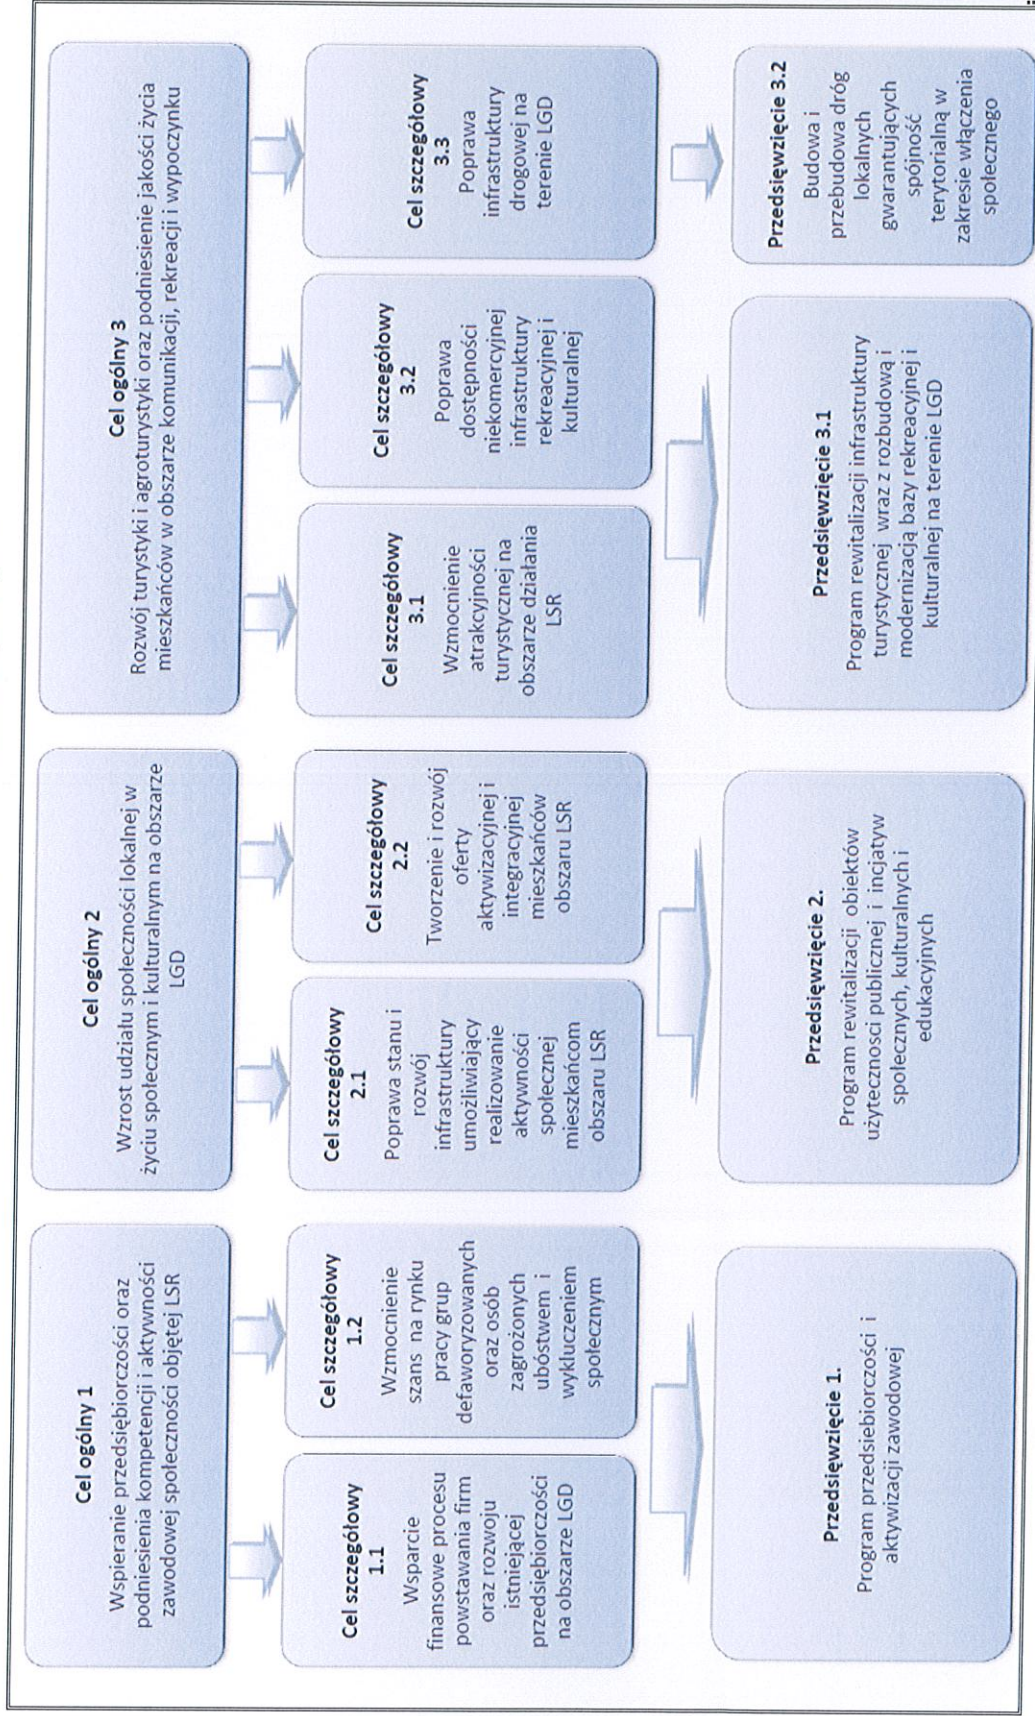 Cel ogólny 1
Wspieranie przedsiębiorczości oraz
podniesienia kompetencji i aktywności
zawodowej społeczności objętej LSR
Cel ogólny 2
Wzrost udziału społeczności lokalnej w
życiu społecznym i kulturalnym na obszarze
LGD
Cel ogólny 3
Rozwój turystyki i agroturystyki oraz podniesienie jakości życia
mieszkańców w obszarze komunikacji, rekreacji i wypoczynku
Cel szczegółowy
1.1
Wsparcie
finansowe procesu
powstawania firm
oraz rozwoju
istniejącej
przedsiębiorczości
na obszarze LGD
Cel szczegółowy
1.2
Wzmocnienie
szans na rynku
pracy grup
defaworyzowanych
oraz osób
zagrożonych
ubóstwem i
wykluczeniem
społecznym
Cel szczegółowy
2.1
Poprawa stanu i
rozwój
infrastruktury
umożliwiający
realizowanie
aktywności
społecznej
mieszkańcom
obszaru LSR
Cel szczegółowy
2.2
Tworzenie i rozwój
oferty
aktywizacyjnej i
integracyjnej
mieszkańców
obszaru LSR
Cel szczegółowy
3.1
Wzmocnienie
atrakcyjności
turystycznej na
obszarze działania
LSR
Cel szczegółowy
3.2
Poprawa
dostępności
niekomercyjnej
infrastruktury
rekreacyjnej i
kulturalnej
Cel szczegółowy
3.3
Poprawa
infrastruktury
drogowej na
terenie LGD
Przedsięwzięcie 1.
Program przedsiebiorczości i
aktywizacji zawodowej
Przedsięwzięcie 2.
Program rewitalizacji obiektów
użytecznosci publicznej i incjatyw
społecznych, kulturalnych i
edukacyjnych
Przedsięwzięcie 3.1
Program rewitalizacji infrastruktury
turystycznej wraz z rozbudową i
modernizacją bazy rekreacyjnej i
kulturalnej na terenie LGD
Przedsięwzięcie 3.2
Budowa i
przebudowa dróg
lokalnych
gwarantujących
spójność
terytorialną w
zakresie włączenia
społecznego